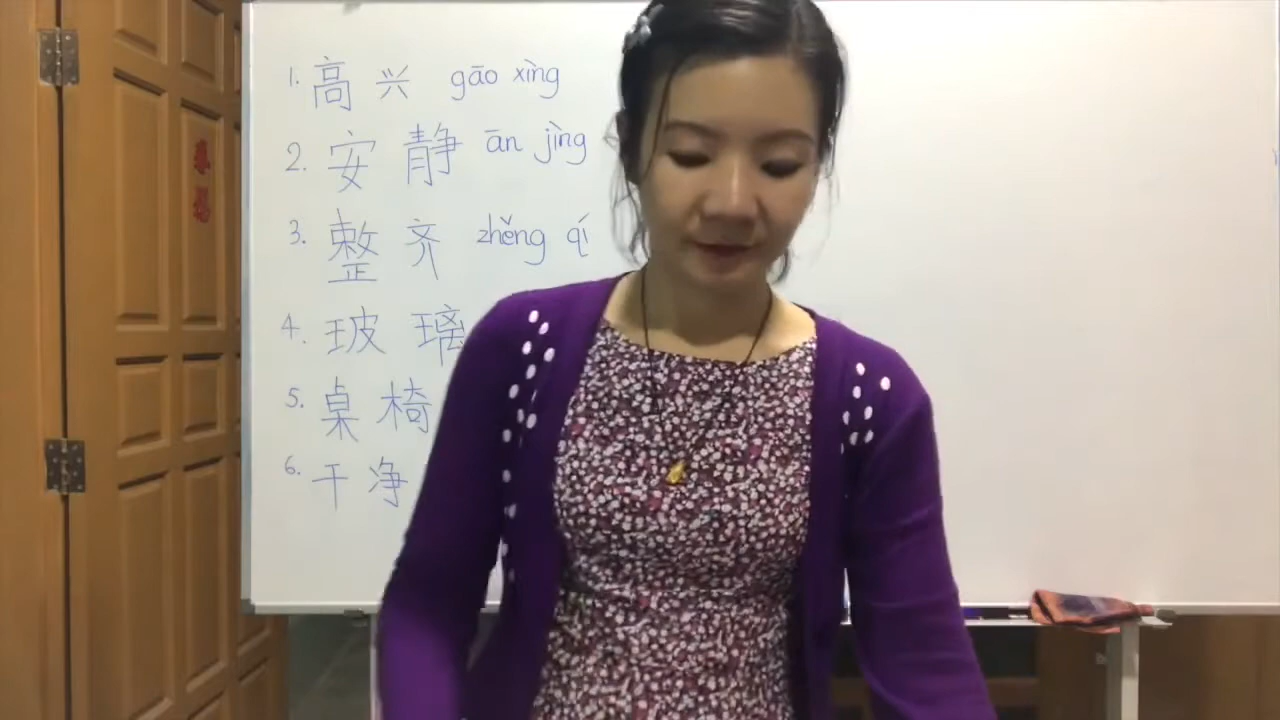 1. 高 兴 gāo xìng
2. 安 静 ān jìng
3. 整 齐 zhěng qí
4. 玻 璃
5. 桌 椅
6. 干 净